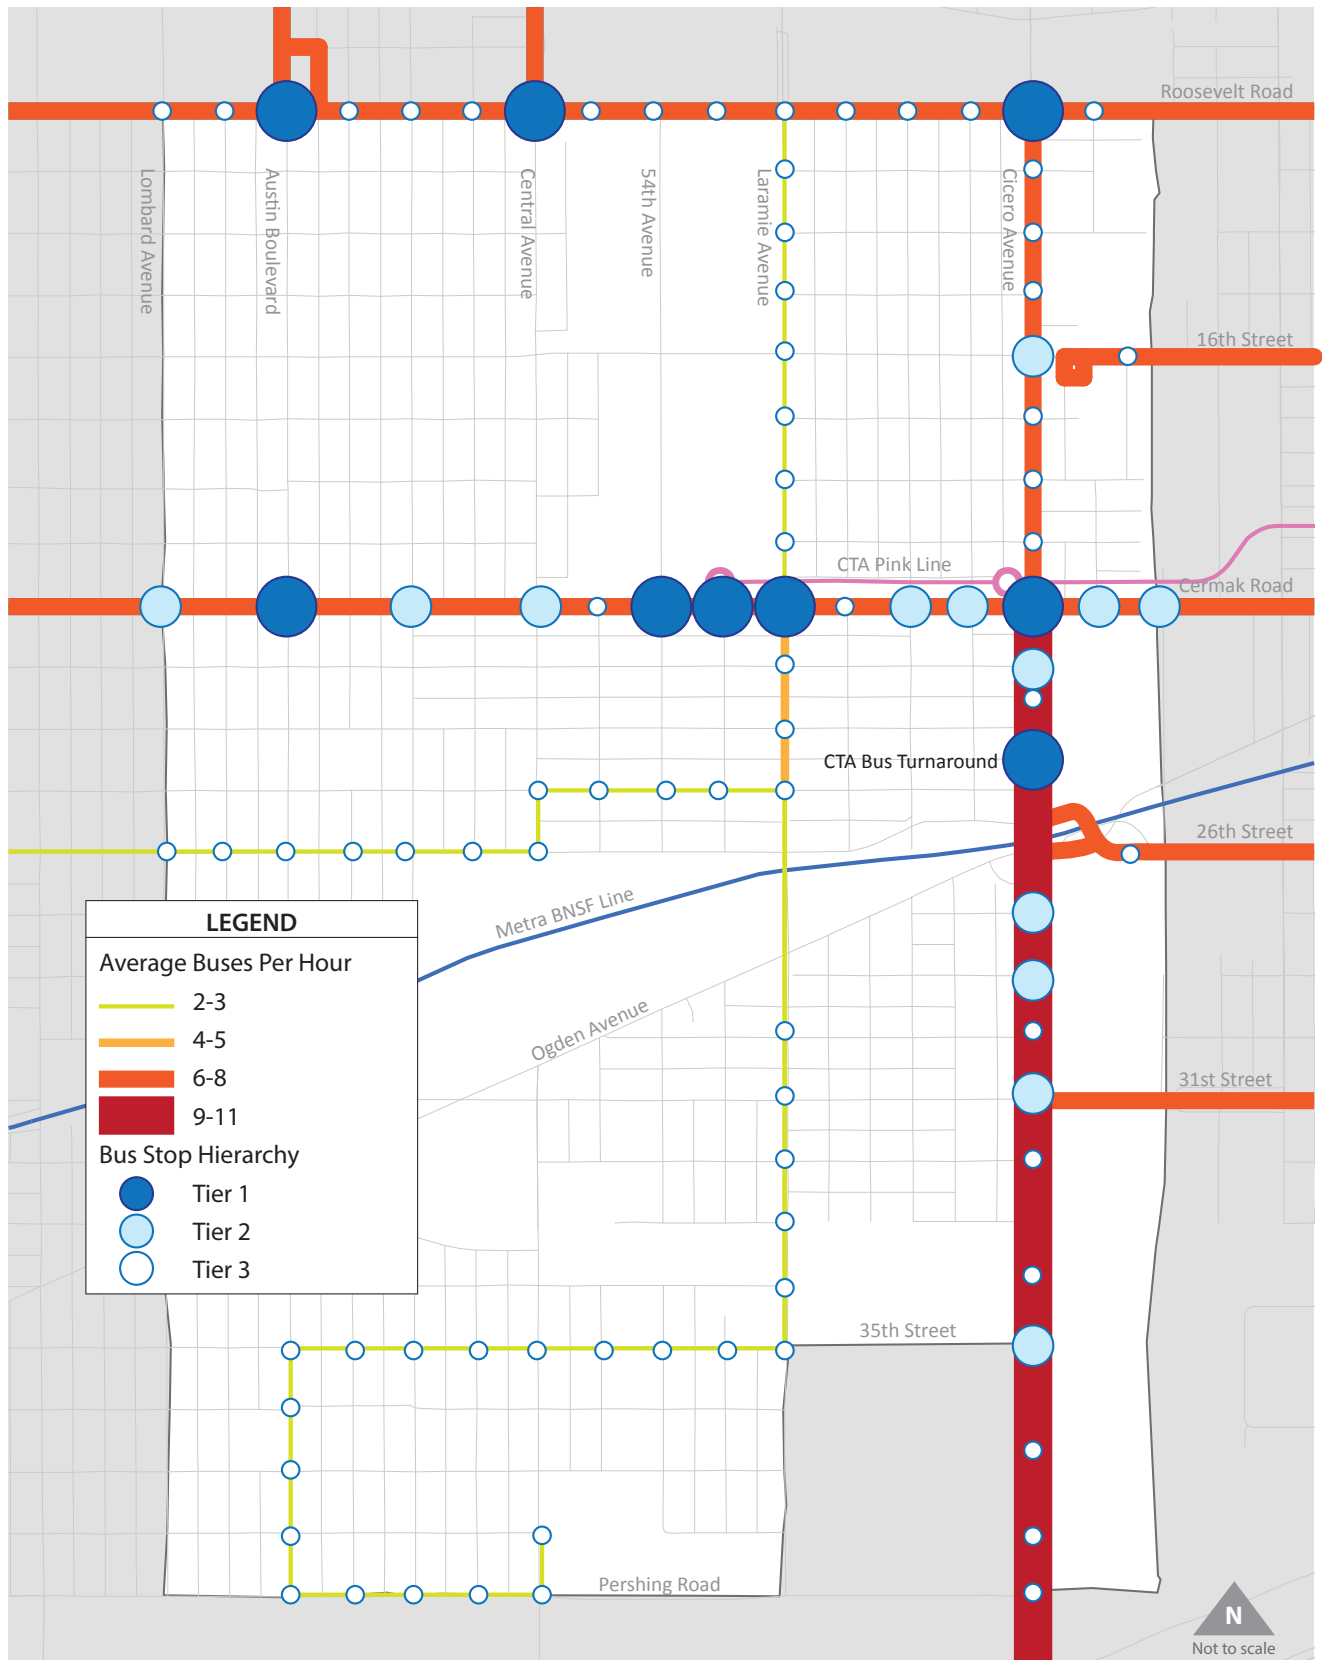 Roosevelt Road
Lombard Avenue
Austin Boulevard
Central Avenue
54th Avenue
Laramie Avenue
Cicero Avenue
16th Street
CTA Pink Line
Cermak Road
CTA Bus Turnaround
26th Street
Metra BNSF Line
Ogden Avenue
31st Street
LEGEND
Average Buses Per Hour
2-3
4-5
6-8
9-11
Bus Stop Hierarchy
Tier 1
Tier 2
Tier 3
35th Street
Pershing Road
N
Not to scale